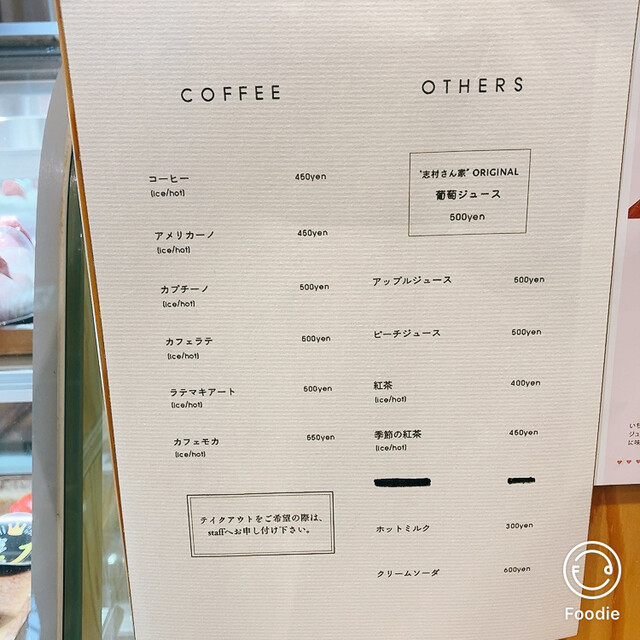 COFFEE
コーヒー 450yen
(ice/hot)
アメリカーノ 450yen
(ice/hot)
カプチーノ 500yen
(ice/hot)
カフェラテ 500yen
(ice/hot)
ラテマキアート 500yen
(ice/hot)
カフェモカ 550yen
(ice/hot)
テイクアウトをご希望の際は、
staffへお申し付け下さい。
OTHERS
"志村さん家" ORIGINAL
葡萄ジュース
500yen
アップルジュース 500yen
ピーチジュース 500yen
紅茶 400yen
(ice/hot)
季節の紅茶 450yen
(ice/hot)
ホットミルク 300yen
クリームソーダ 600yen
Foodie